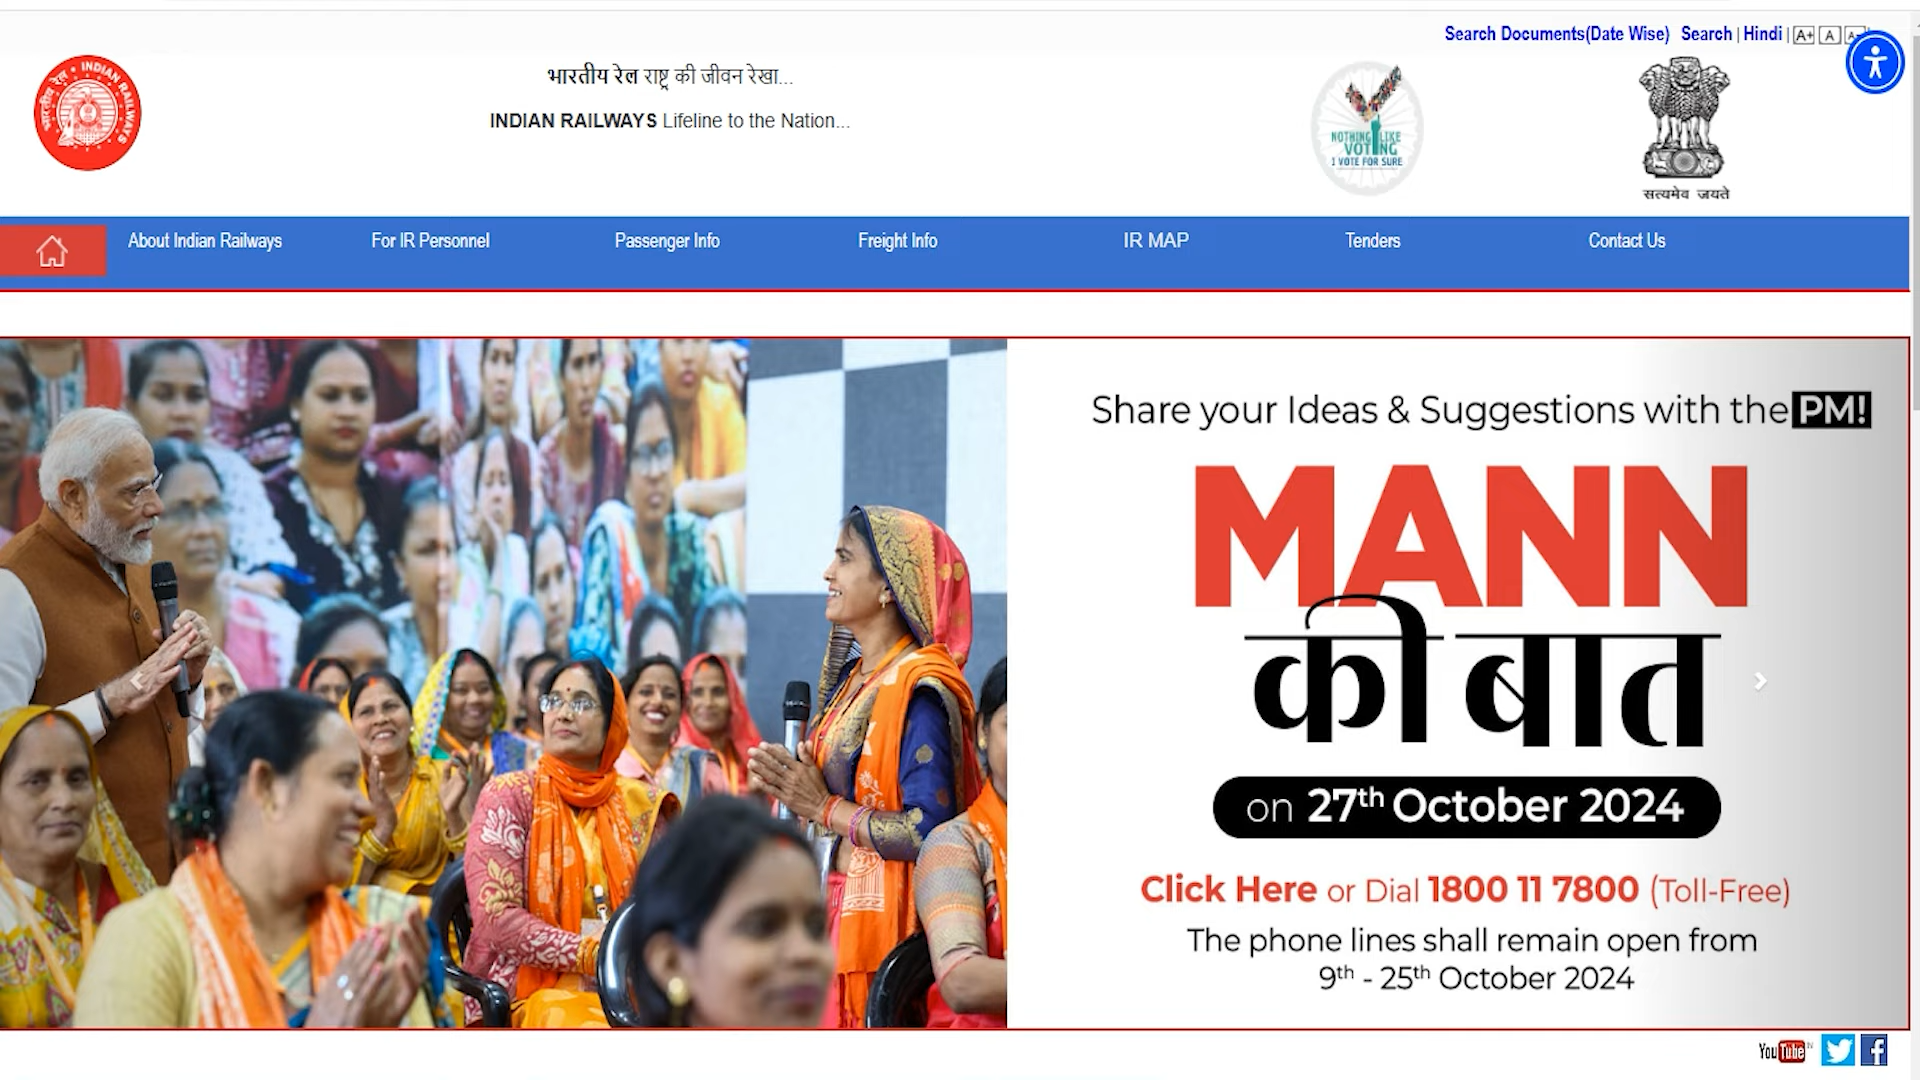 Search Documents(Date Wise) Search | Hindi | A+ A A-
भारतीय रेल • INDIAN RAILWAYS
भारतीय रेल राष्ट्र की जीवन रेखा...
INDIAN RAILWAYS Lifeline to the Nation...
NOTHING LIKE
VOTING
I VOTE FOR SURE
सत्यमेव जयते
About Indian Railways
For IR Personnel
Passenger Info
Freight Info
IR MAP
Tenders
Contact Us
Share your Ideas & Suggestions with the PM!
MANN
की बात
on 27th October 2024
Click Here or Dial 1800 11 7800 (Toll-Free)
The phone lines shall remain open from
9th - 25th October 2024
YouTube